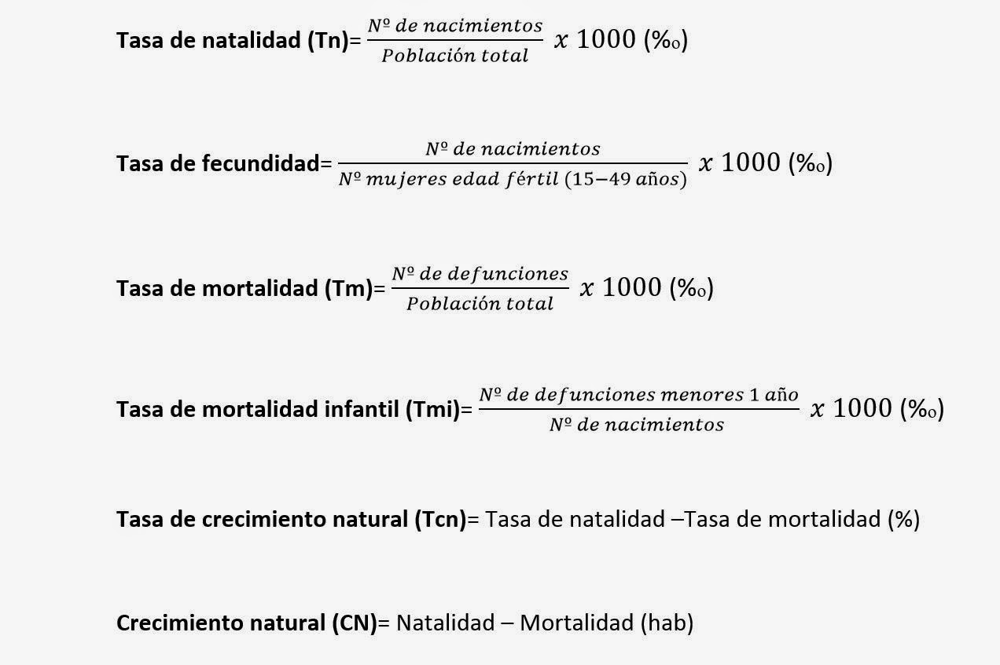 Tasa de natalidad (Tn)= Nº de nacimientos / Población total x 1000 (%o)
Tasa de fecundidad= Nº de nacimientos / Nº mujeres edad fértil (15−49 años) x 1000 (%o)
Tasa de mortalidad (Tm)= Nº de defunciones / Población total x 1000 (%o)
Tasa de mortalidad infantil (Tmi)= Nº de defunciones menores 1 año / Nº de nacimientos x 1000 (%o)
Tasa de crecimiento natural (Tcn)= Tasa de natalidad –Tasa de mortalidad (%)
Crecimiento natural (CN)= Natalidad – Mortalidad (hab)